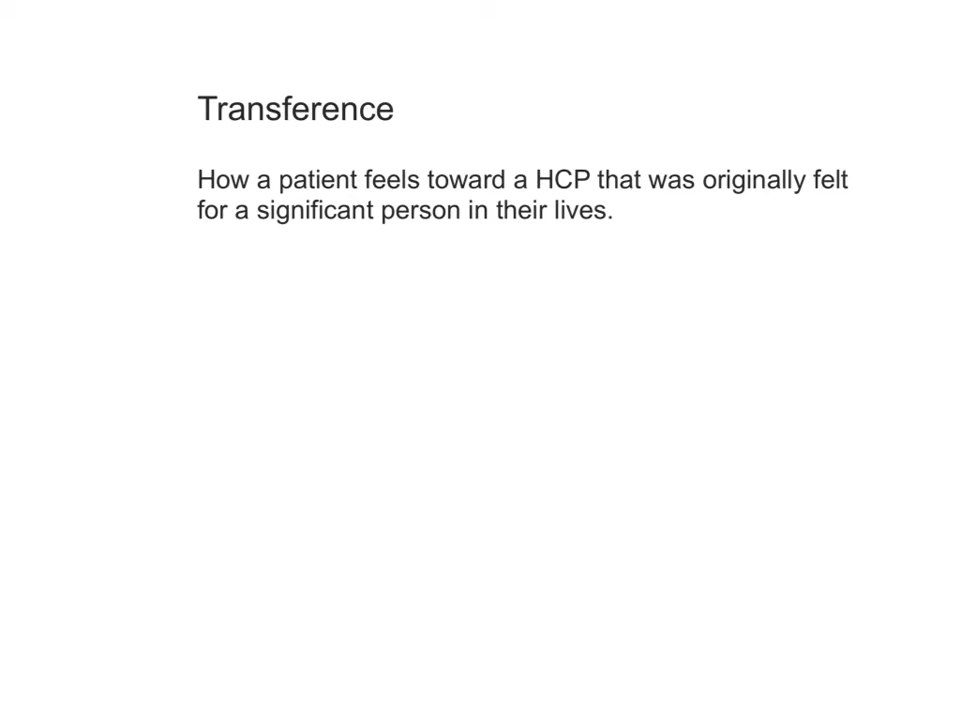 Transference
How a patient feels toward a HCP that was originally felt
for a significant person in their lives.